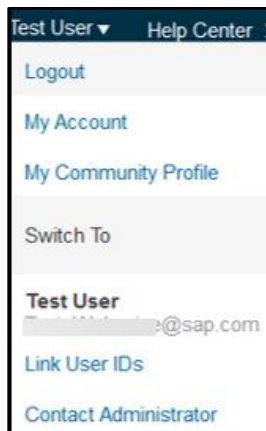 Test User ▾ Help Center
Logout
My Account
My Community Profile
Switch To
Test User
@sap.com
Link User IDs
Contact Administrator